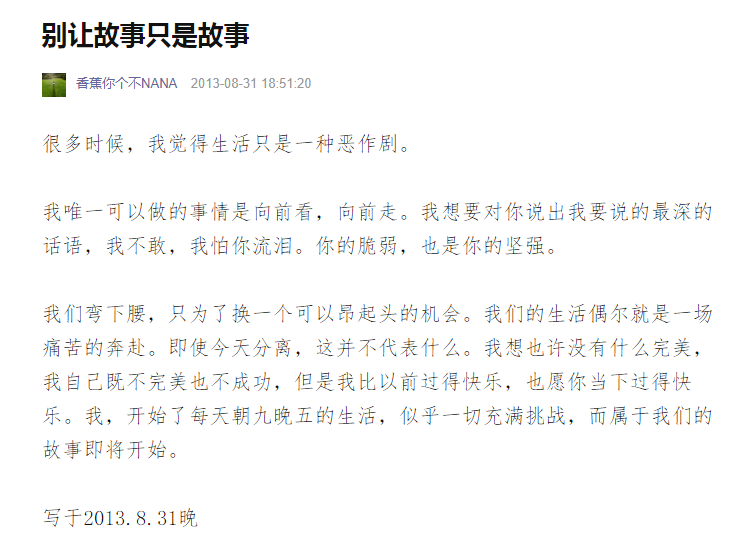 别让故事只是故事
香蕉你个不NANA 2013-08-31 18:51:20
很多时候，我觉得生活只是一种恶作剧。
我唯一可以做的事情是向前看，向前走。我想要对你说出我要说的最深的
话语，我不敢，我怕你流泪。你的脆弱，也是你的坚强。
我们弯下腰，只为了换一个可以昂起头的机会。我们的生活偶尔就是一场
痛苦的奔赴。即使今天分离，这并不代表什么。我想也许没有什么完美，
我自己既不完美也不成功，但是我比以前过得快乐，也愿你当下过得快
乐。我，开始了每天朝九晚五的生活，似乎一切充满挑战，而属于我们的
故事即将开始。
写于2013.8.31晚